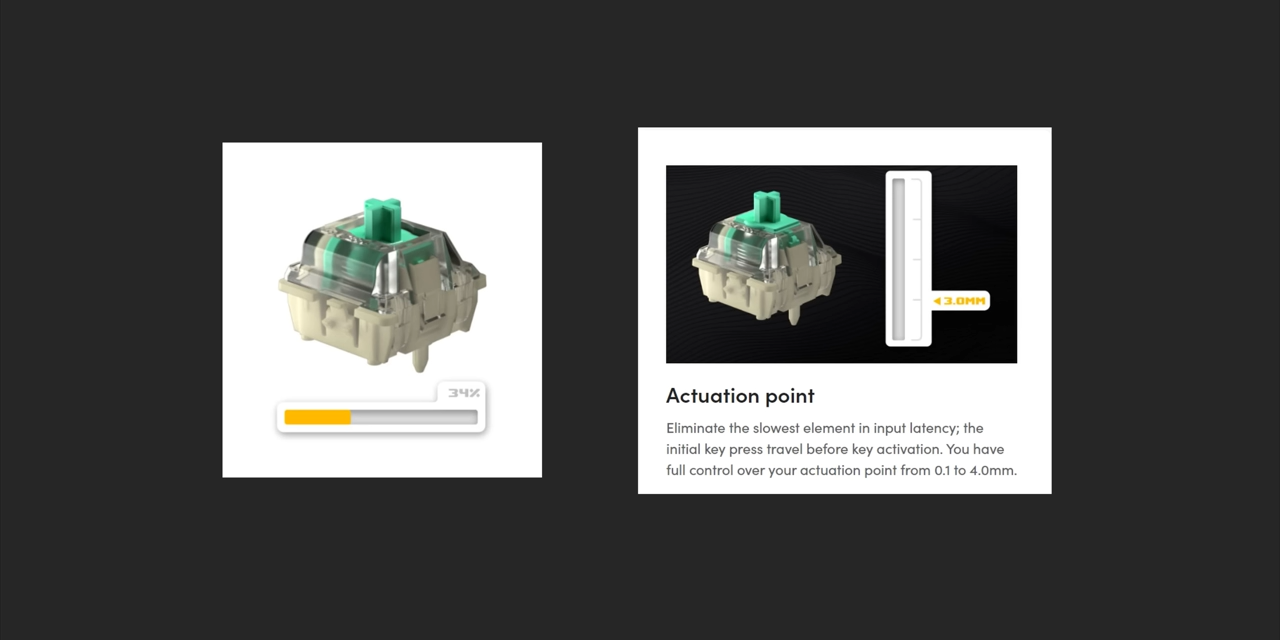 34%
3.0MM
Actuation point
Eliminate the slowest element in input latency; the
initial key press travel before key activation. You have
full control over your actuation point from 0.1 to 4.0mm.